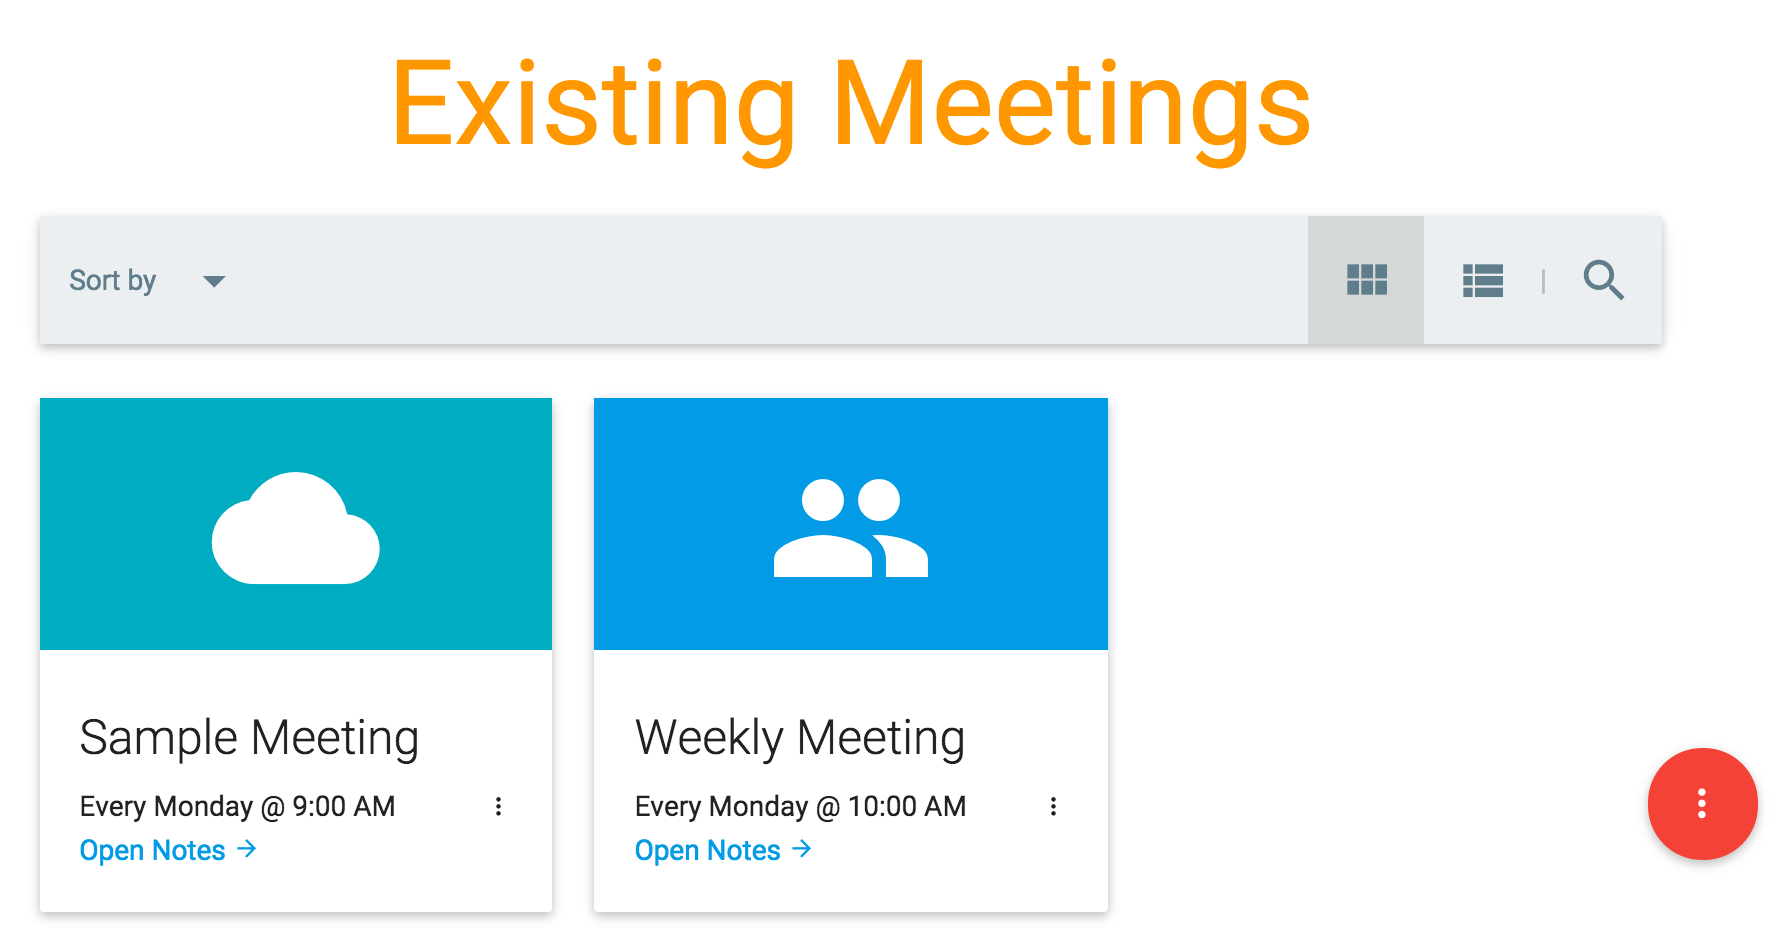 Existing Meetings
Sort by
Sample Meeting
Every Monday @ 9:00 AM
Open Notes →
Weekly Meeting
Every Monday @ 10:00 AM
Open Notes →